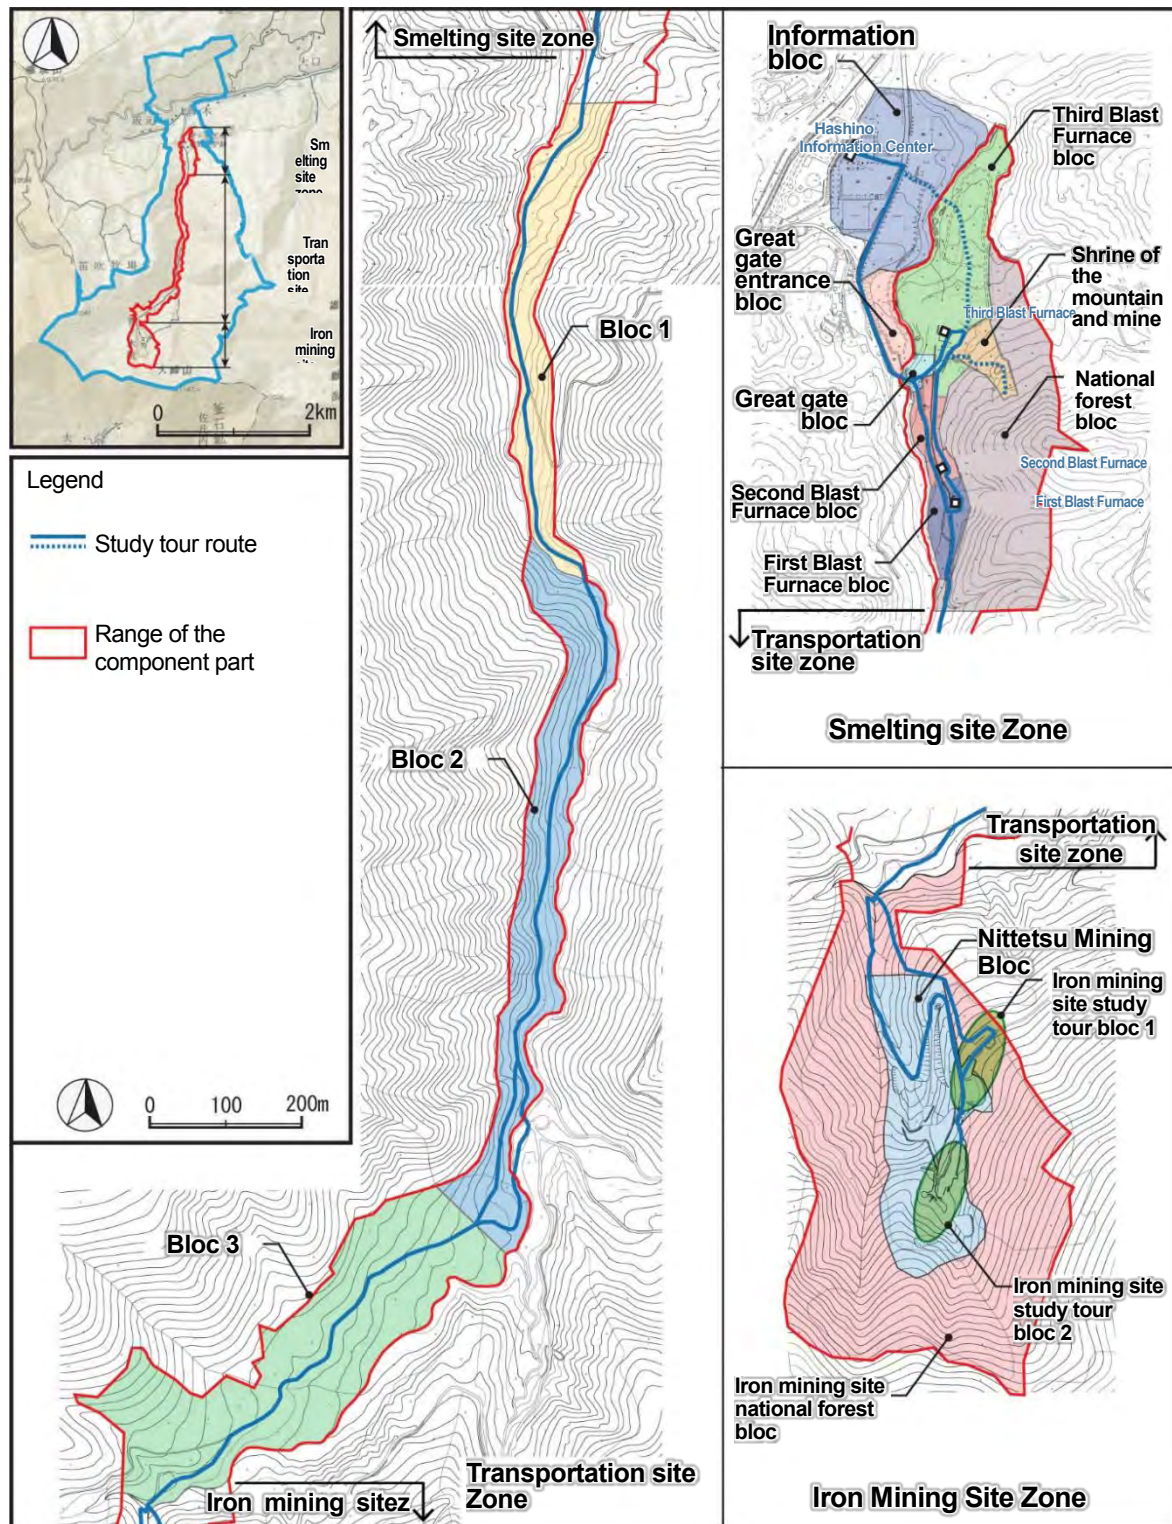 Sm
elting
site
zone
Tran
sporta
tion
site
Iron
mining
site
大峰山
0 2km
Legend
Study tour route
Range of the
component part
0 100 200m
Smelting site zone
Bloc 1
Bloc 2
Bloc 3
Iron mining sitez
Transportation site
Zone
Information
bloc
Hashino
Information Center
Third Blast
Furnace
bloc
Great
gate
entrance
bloc
Shrine of
the
mountain
and mine
Third Blast Furnace
Great gate
bloc
National
forest
bloc
Second Blast Furnace
Second Blast
Furnace bloc
First Blast Furnace
First Blast
Furnace bloc
Transportation
site zone
Smelting site Zone
Transportation
site zone
Nittetsu Mining
Bloc
Iron mining
site study
tour bloc 1
Iron mining site
study tour
bloc 2
Iron mining site
national forest
bloc
Iron Mining Site Zone